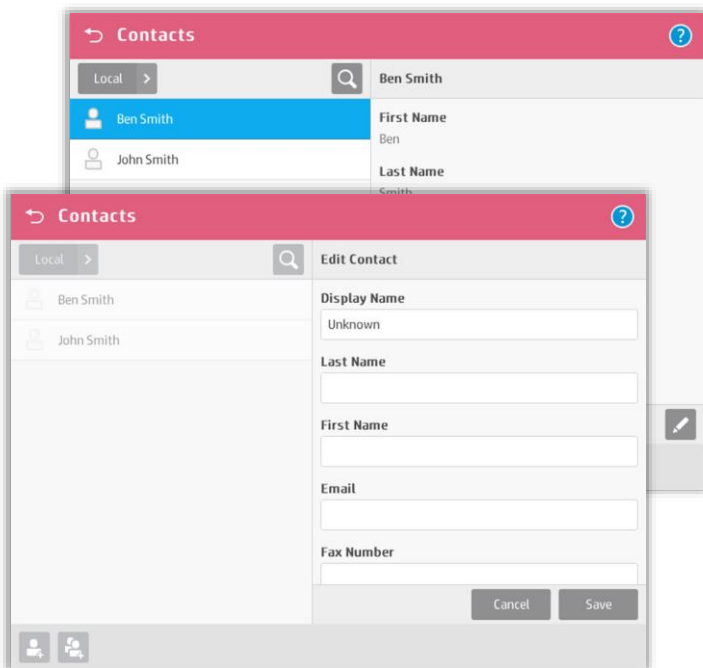 Contacts
?
Local >
Ben Smith
Ben Smith
John Smith
First Name
Ben
Last Name
Smith
Contacts
?
Local >
Ben Smith
John Smith
Edit Contact
Display Name
Unknown
Last Name
First Name
Email
Fax Number
Cancel Save